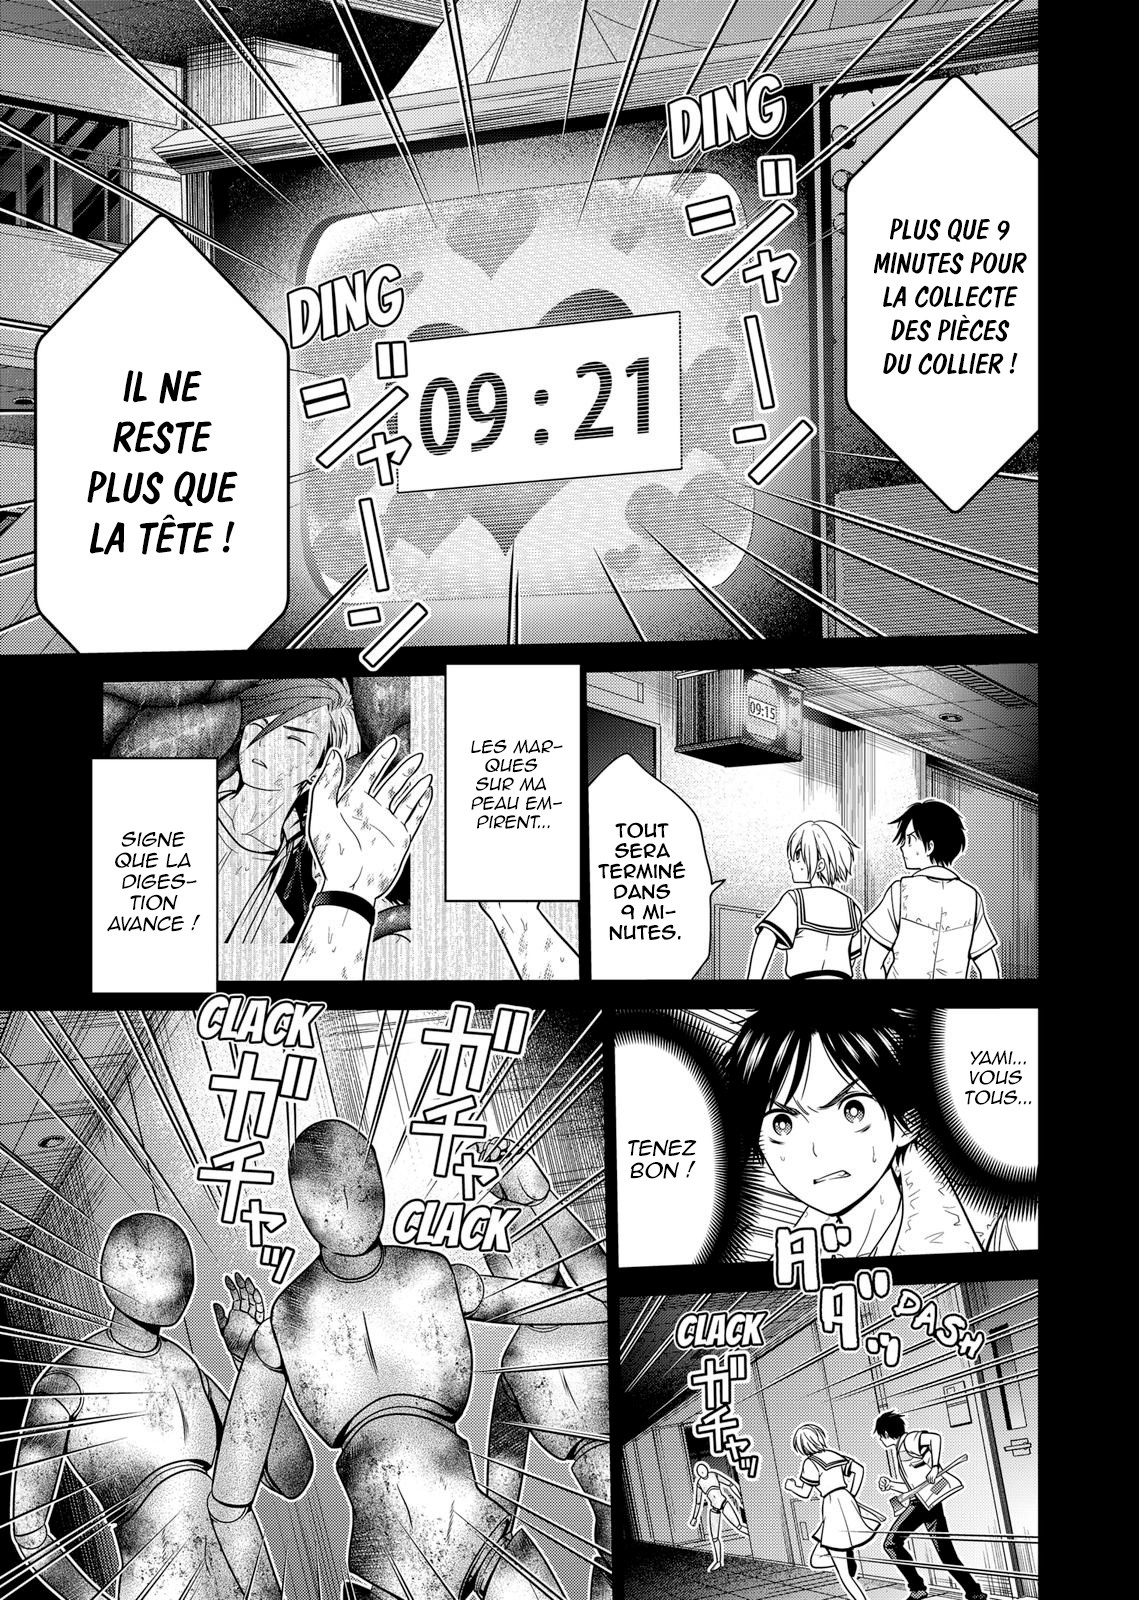 PLUS QUE 9
MINUTES POUR
LA COLLECTE
DES PIÈCES
DU COLLIER !
DING
ジャーン
DING
ジャーン
09:21
IL NE
RESTE
PLUS QUE
LA TÊTE !
09:15
TOUT
SERA
TERMINÉ
DANS
9 MI-
NUTES.
LES MAR-
QUES
SUR MA
PEAU EM-
PIRENT...
SIGNE
QUE LA
DIGES-
TION
AVANCE !
YAMI...
VOUS
TOUS...
TENEZ
BON !
ダダッ
DASH
CLACK
ガチャッ
CLACK
ガチャ
CLACK
ガチャッ